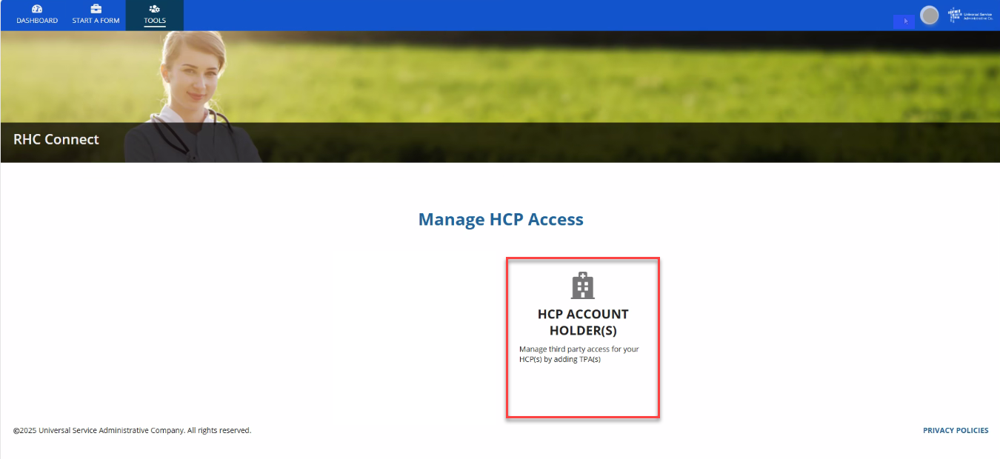 DASHBOARD
START A FORM
TOOLS
Universal Service
Administrative Co.
RHC Connect
Manage HCP Access
HCP ACCOUNT
HOLDER(S)
Manage third party access for your
HCP(s) by adding TPA(s)
©2025 Universal Service Administrative Company. All rights reserved.
PRIVACY POLICIES